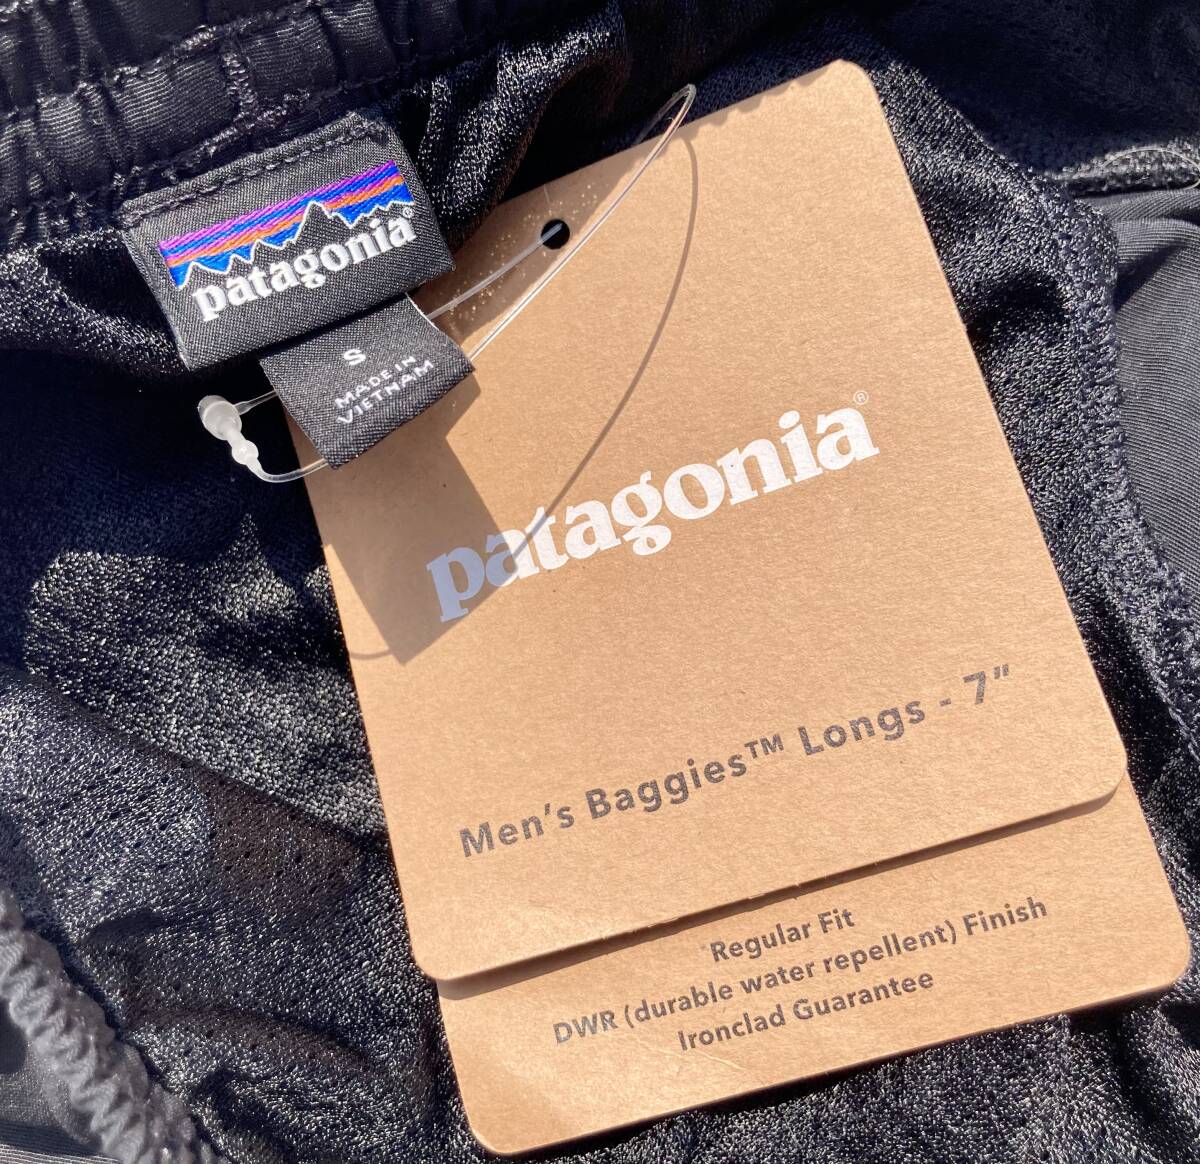 patagonia®
S
MADE IN
VIETNAM
patagonia®
Men's Baggies™ Longs - 7"
Regular Fit
DWR (durable water repellent) Finish
Ironclad Guarantee